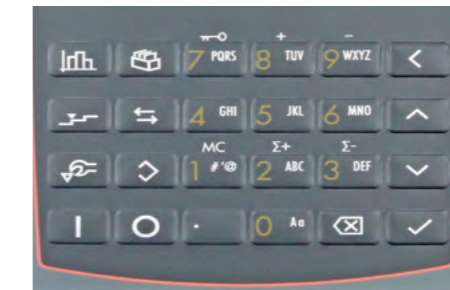 + −
7 PQRS 8 TUV 9 WXYZ
4 GHI 5 JKL 6 MNO
MC Σ+ Σ−
1 #'@ 2 ABC 3 DEF
. 0 Aa